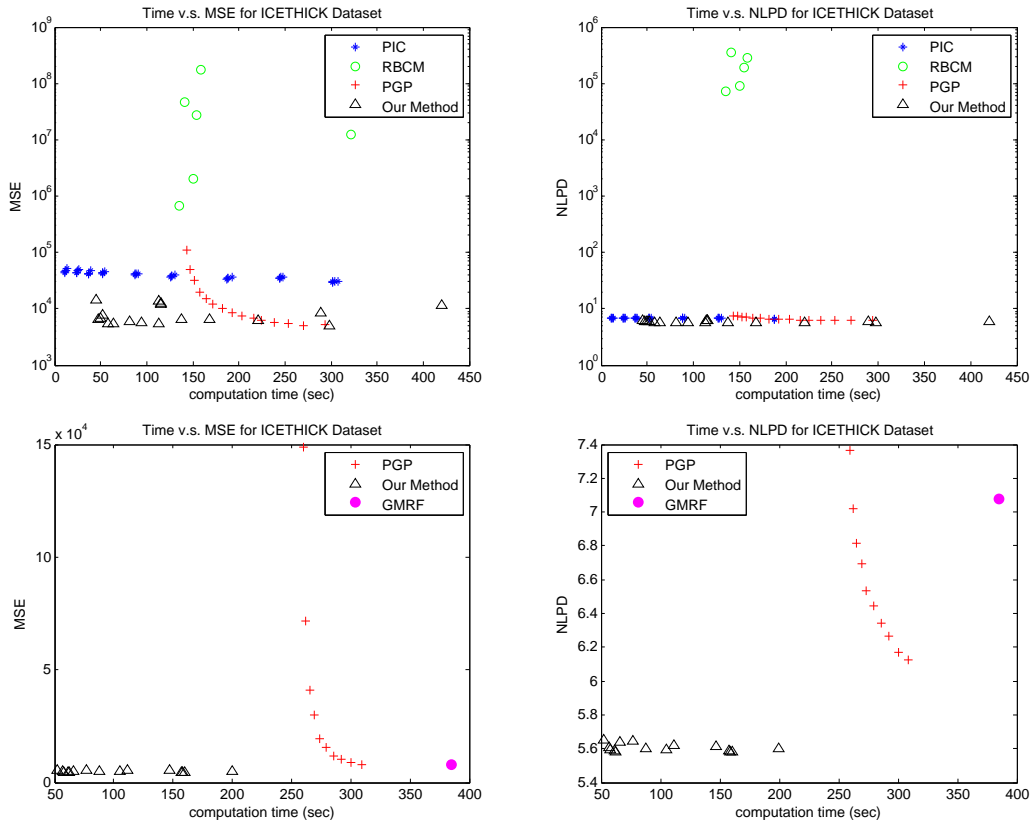 Time v.s. MSE for ICETHICK Dataset
10^9
10^8
10^7
10^6
10^5
10^4
10^3
MSE
PIC
RBCM
PGP
Our Method
0 50 100 150 200 250 300 350 400 450
computation time (sec)
Time v.s. NLPD for ICETHICK Dataset
10^6
10^5
10^4
10^3
10^2
10^1
10^0
NLPD
PIC
RBCM
PGP
Our Method
0 50 100 150 200 250 300 350 400 450
computation time (sec)
Time v.s. MSE for ICETHICK Dataset
x 10^4
15
10
5
0
MSE
PGP
Our Method
GMRF
50 100 150 200 250 300 350 400
computation time (sec)
Time v.s. NLPD for ICETHICK Dataset
7.4
7.2
7
6.8
6.6
6.4
6.2
6
5.8
5.6
5.4
NLPD
PGP
Our Method
GMRF
50 100 150 200 250 300 350 400
computation time (sec)